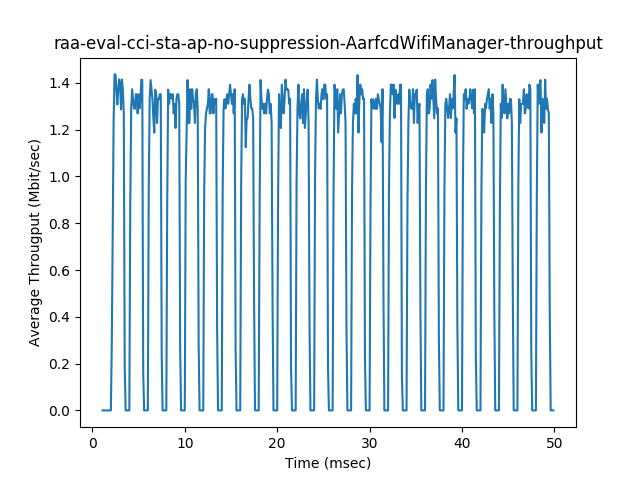 raa-eval-cci-sta-ap-no-suppression-AarfcdWifiManager-throughput
Average Througput (Mbit/sec)
1.4
1.2
1.0
0.8
0.6
0.4
0.2
0.0
0 10 20 30 40 50
Time (msec)